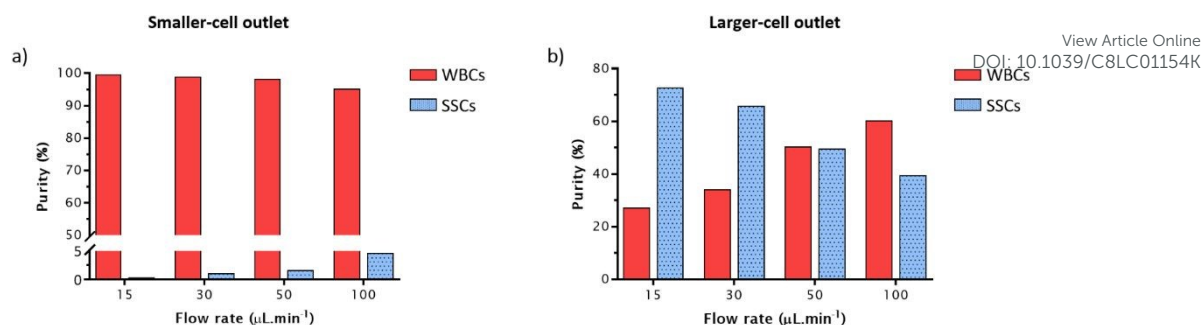 Smaller-cell outlet
Larger-cell outlet
View Article Online
DOI: 10.1039/C8LC01154K
a)
100
90
80
70
60
50
5
0
Purity (%)
15 30 50 100
Flow rate (µL.min⁻¹)
WBCs
SSCs
b)
80
60
40
20
0
Purity (%)
15 30 50 100
Flow rate (µL.min⁻¹)
WBCs
SSCs